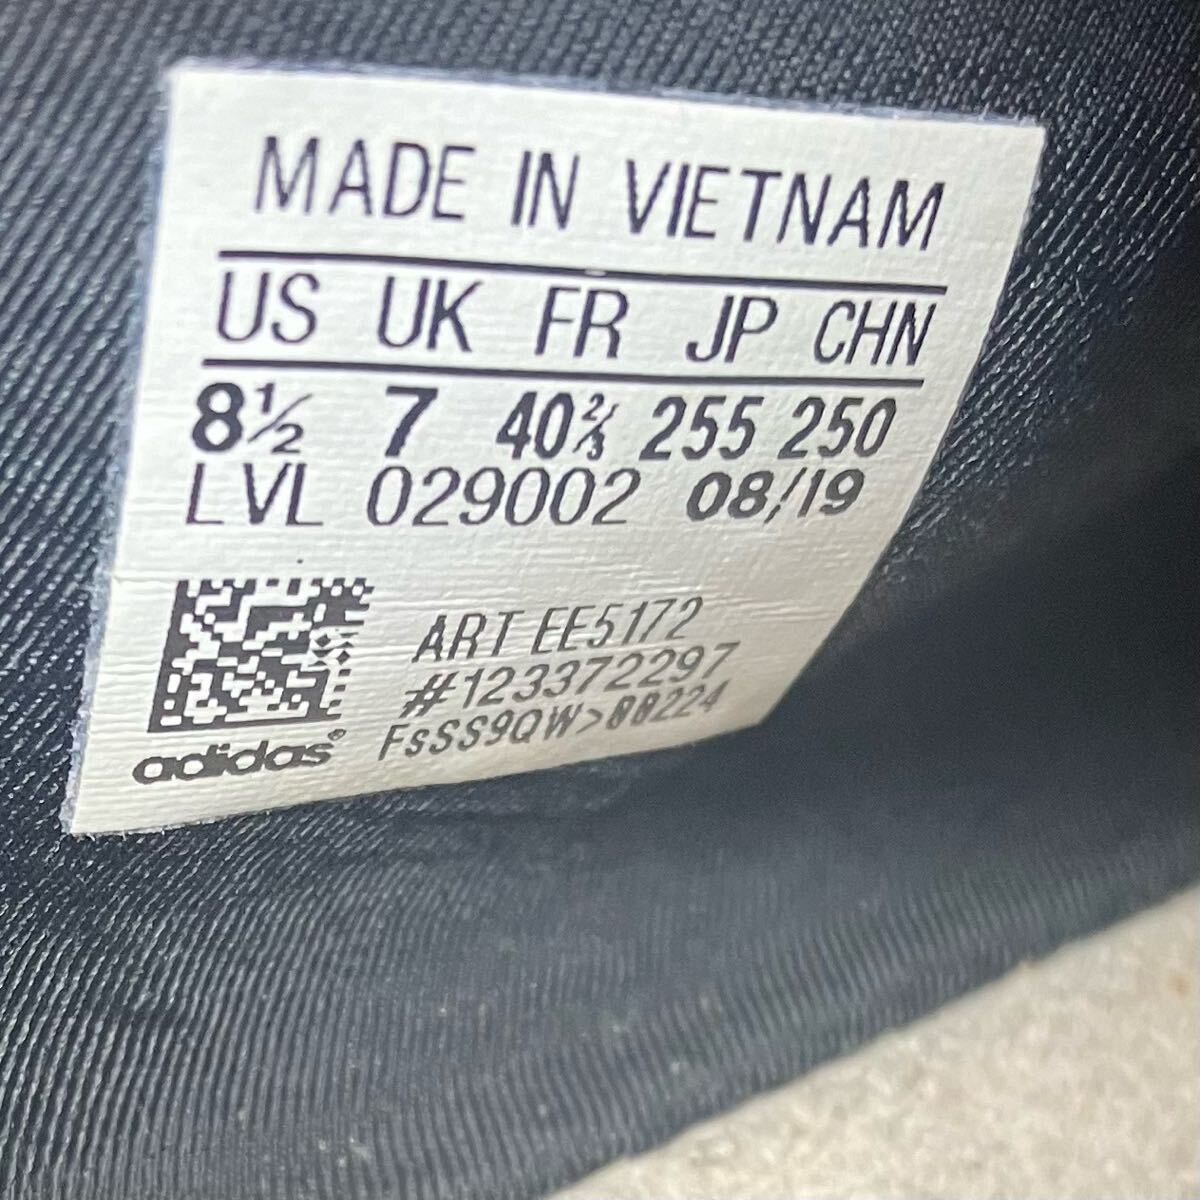 MADE IN VIETNAM
US UK FR JP CHN
8½ 7 40⅔ 255 250
LVL 029002 08/19
ART EE5172
#123372297
FsSS9QW>00224
adidas®